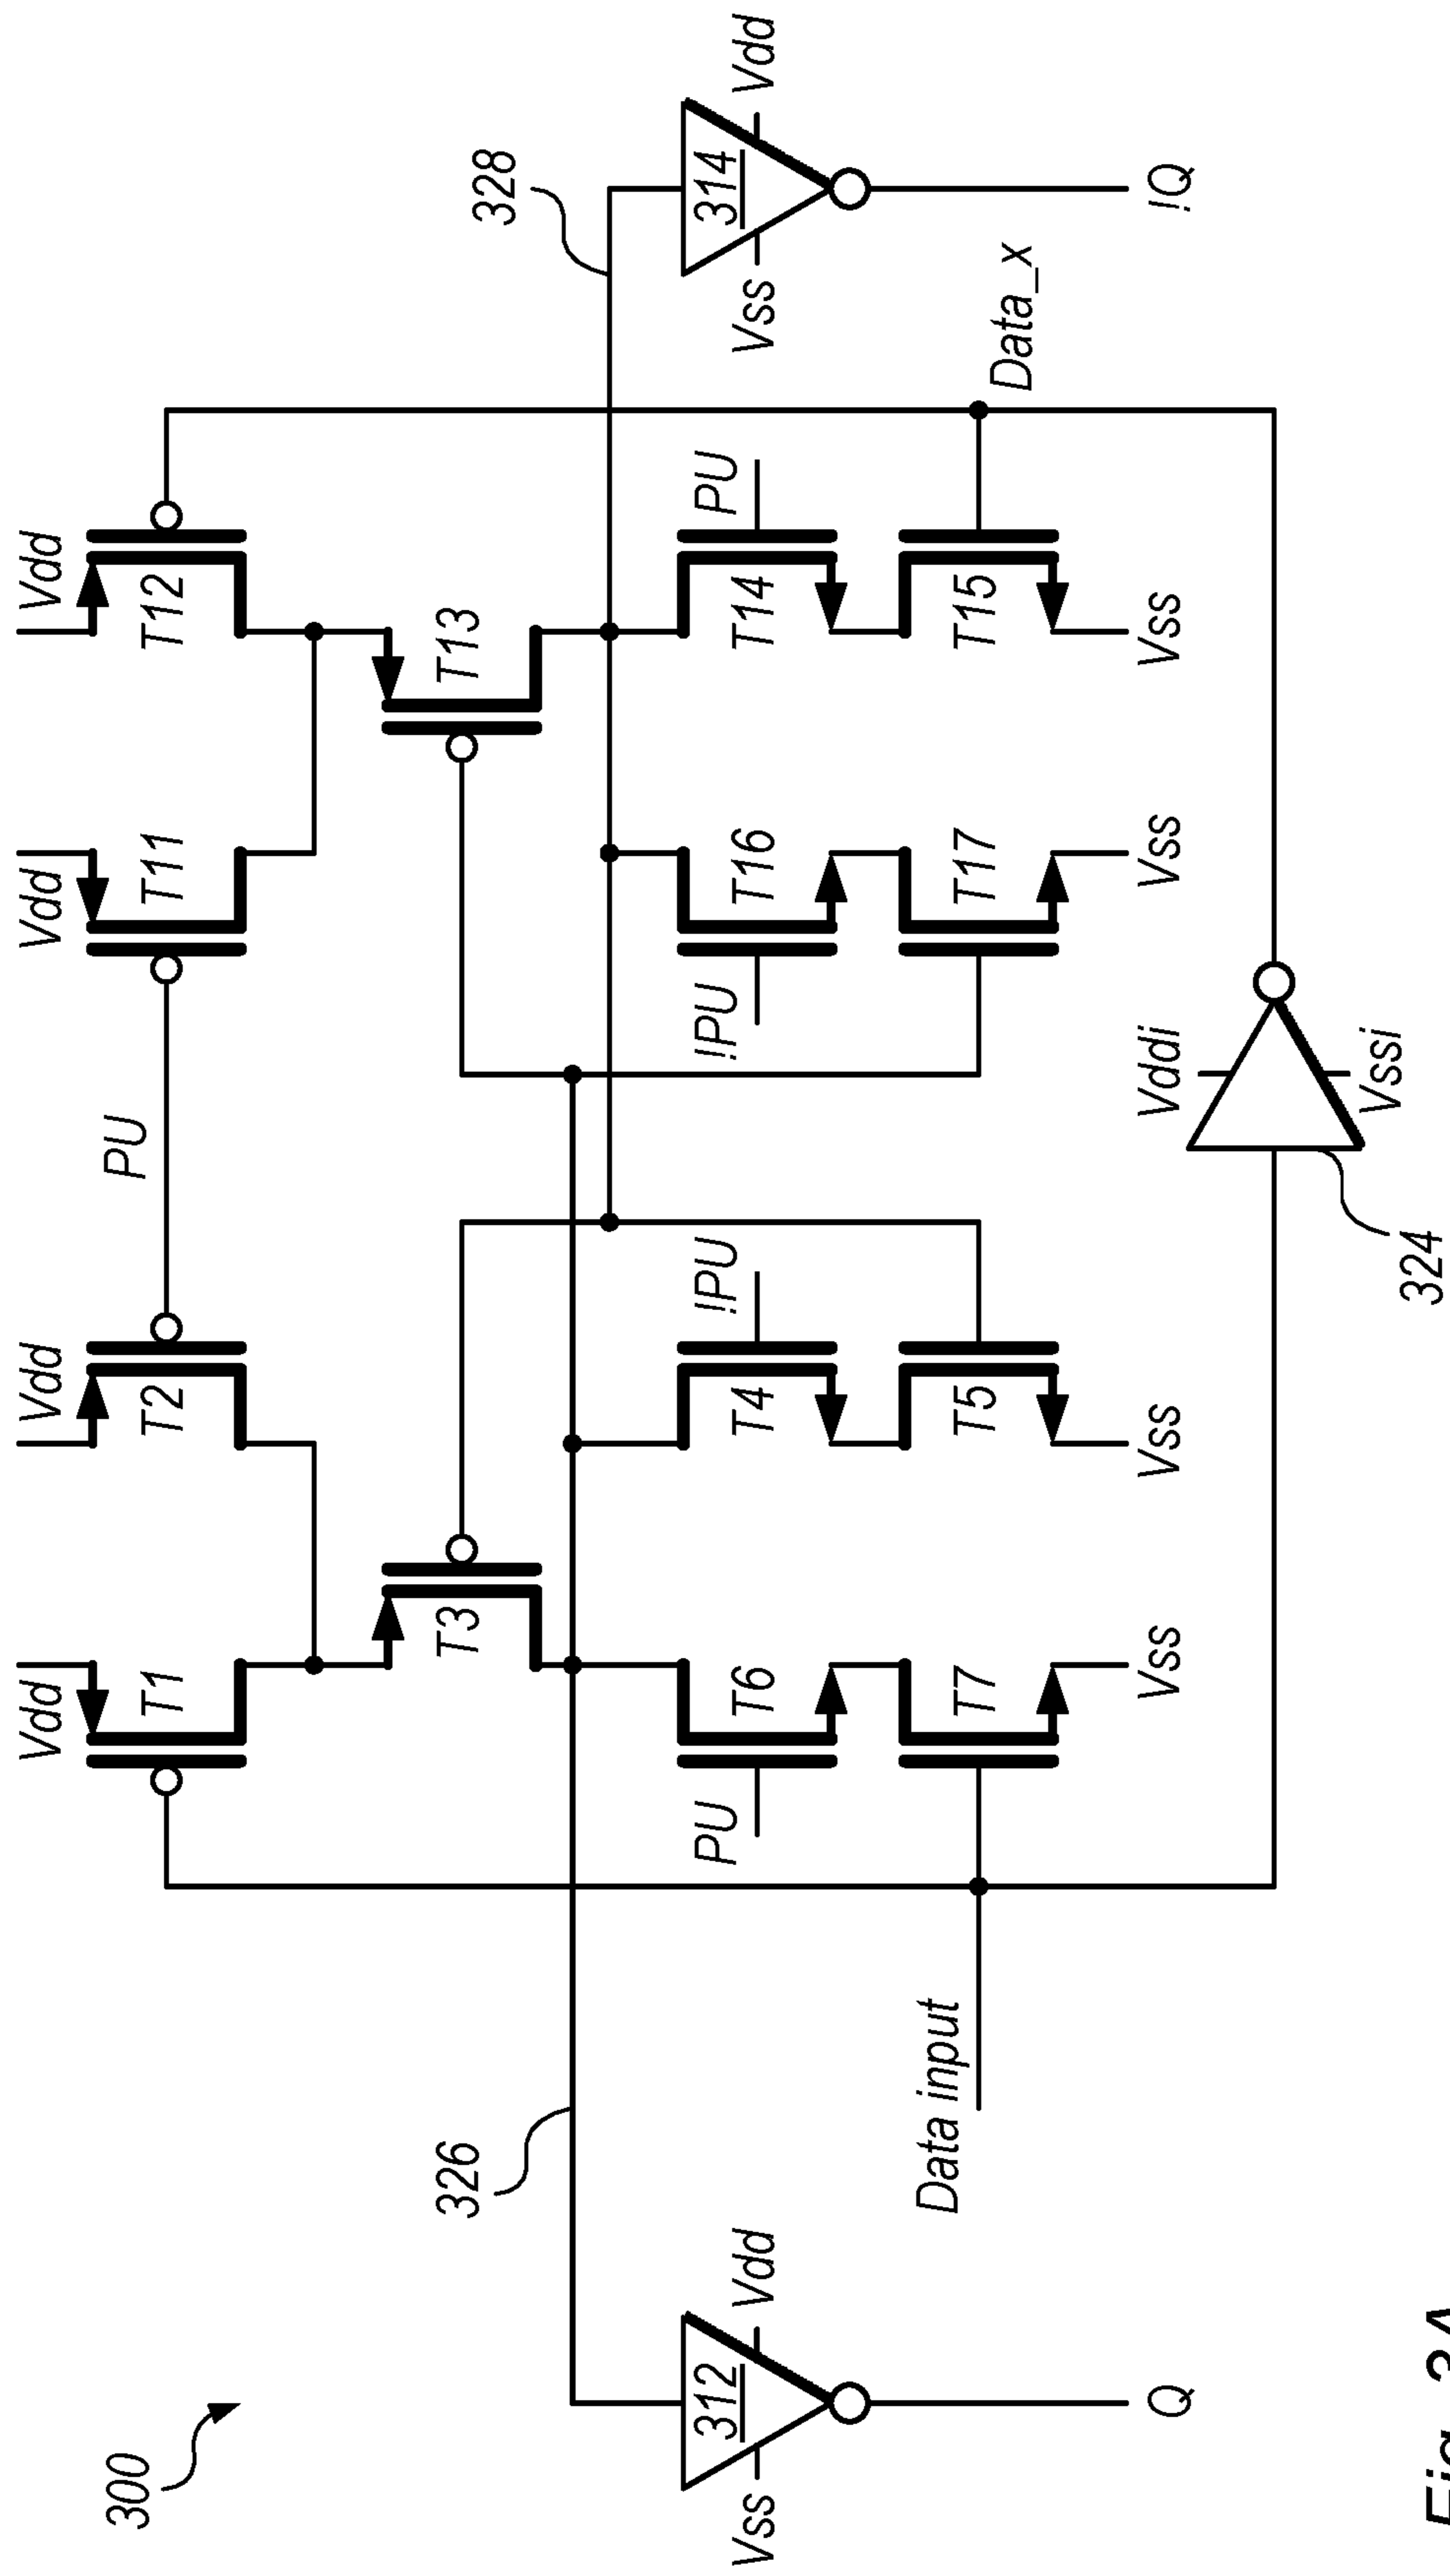 300
Vdd
Vdd
PU
Vdd
Vdd
T1
T2
T11
T12
326
T3
T13
328
Vss
312
Vdd
PU
T6
T4
!PU
!PU
T16
T14
PU
Vss
314
Vdd
Data input
T7
T5
T17
T15
Data_x
Q
Vss
Vss
Vddi
Vss
Vss
!Q
324
Vssi